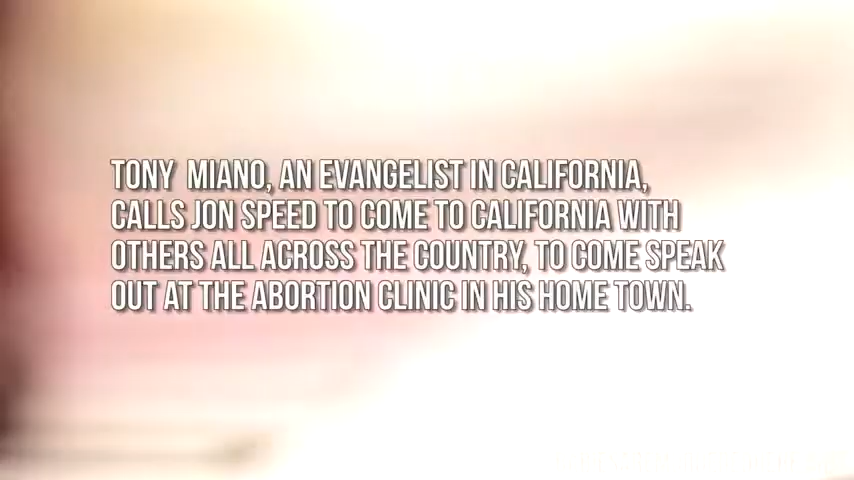 TONY MIANO, AN EVANGELIST IN CALIFORNIA,
CALLS JON SPEED TO COME TO CALIFORNIA WITH
OTHERS ALL ACROSS THE COUNTRY, TO COME SPEAK
OUT AT THE ABORTION CLINIC IN HIS HOME TOWN.